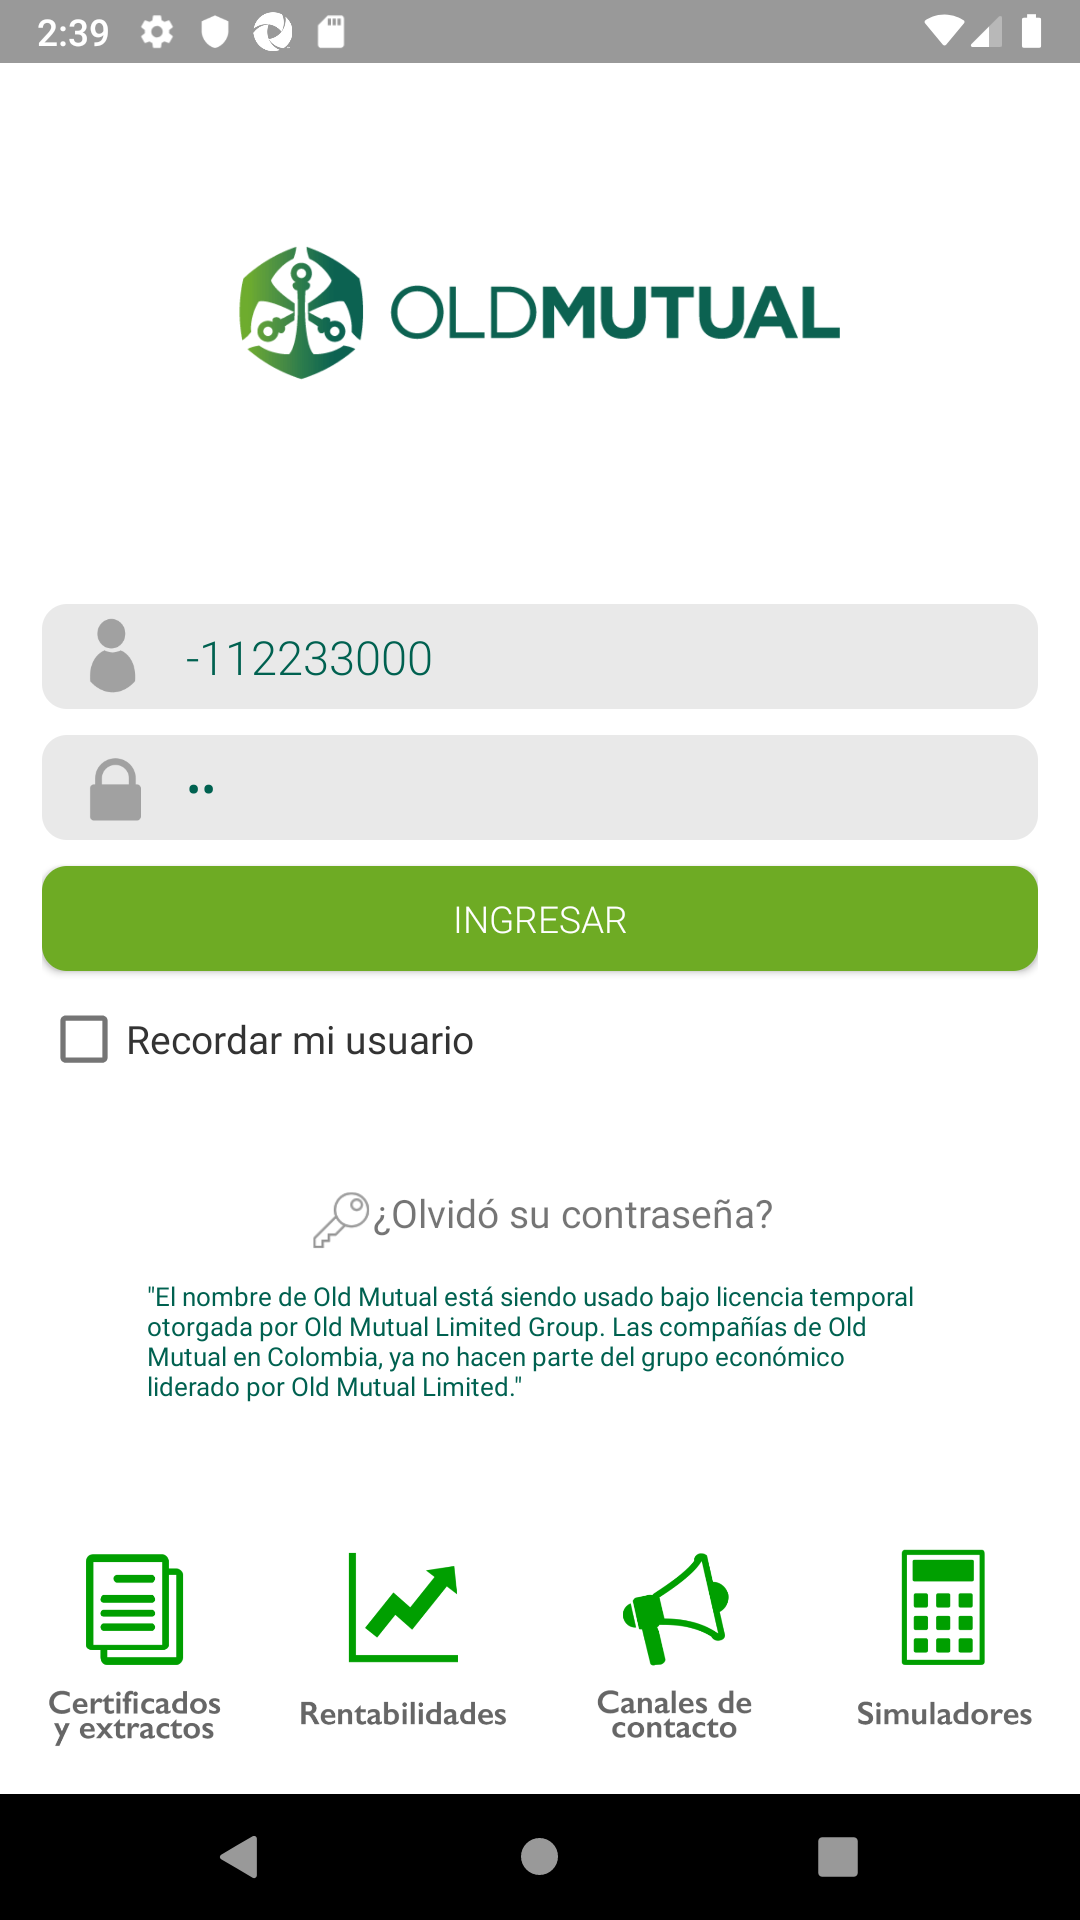 2:39
OLDMUTUAL
-112233000
••
INGRESAR
Recordar mi usuario
¿Olvidó su contraseña?
"El nombre de Old Mutual está siendo usado bajo licencia temporal
otorgada por Old Mutual Limited Group. Las compañías de Old
Mutual en Colombia, ya no hacen parte del grupo económico
liderado por Old Mutual Limited."
Certificados
y extractos
Rentabilidades
Canales de
contacto
Simuladores